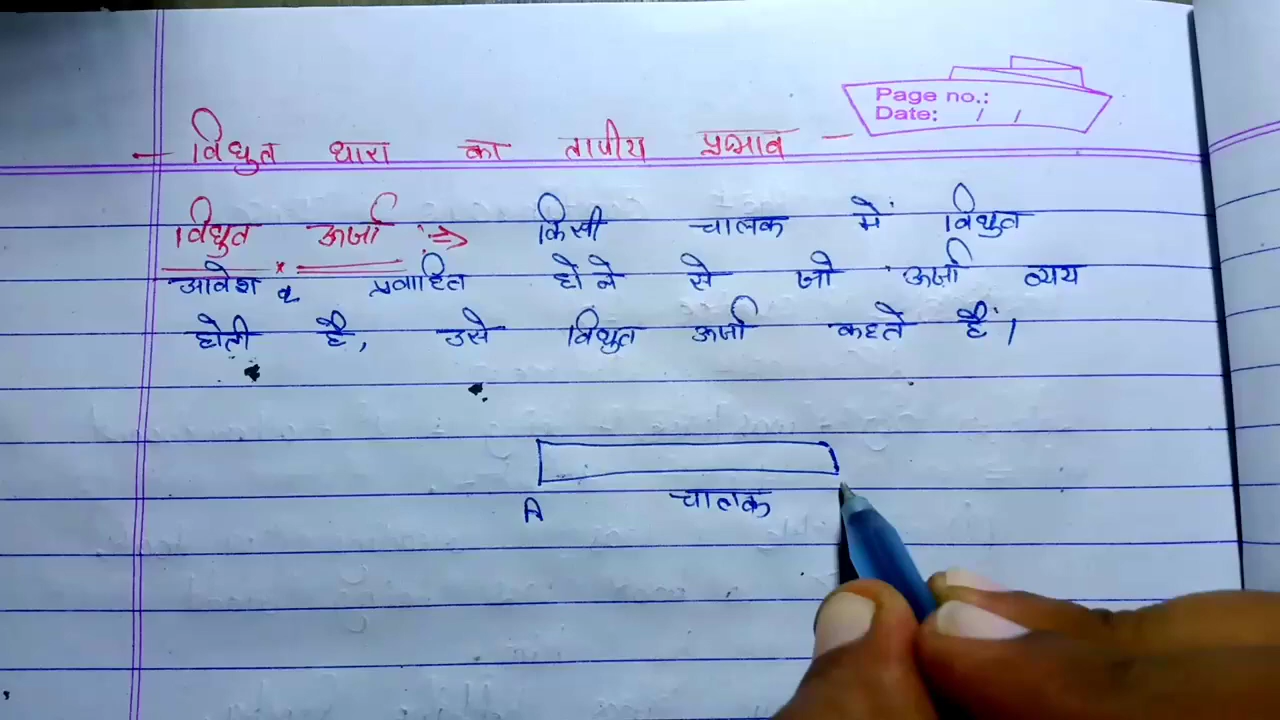 Page no.:
Date: / /
— विधुत धारा का तापीय प्रभाव —
विधुत ऊर्जा :⇒ किसी चालक में विधुत
आवेश प्रवाहित होने से जो ऊर्जा व्यय
होती है, उसे विधुत ऊर्जा कहते हैं।
A चालक